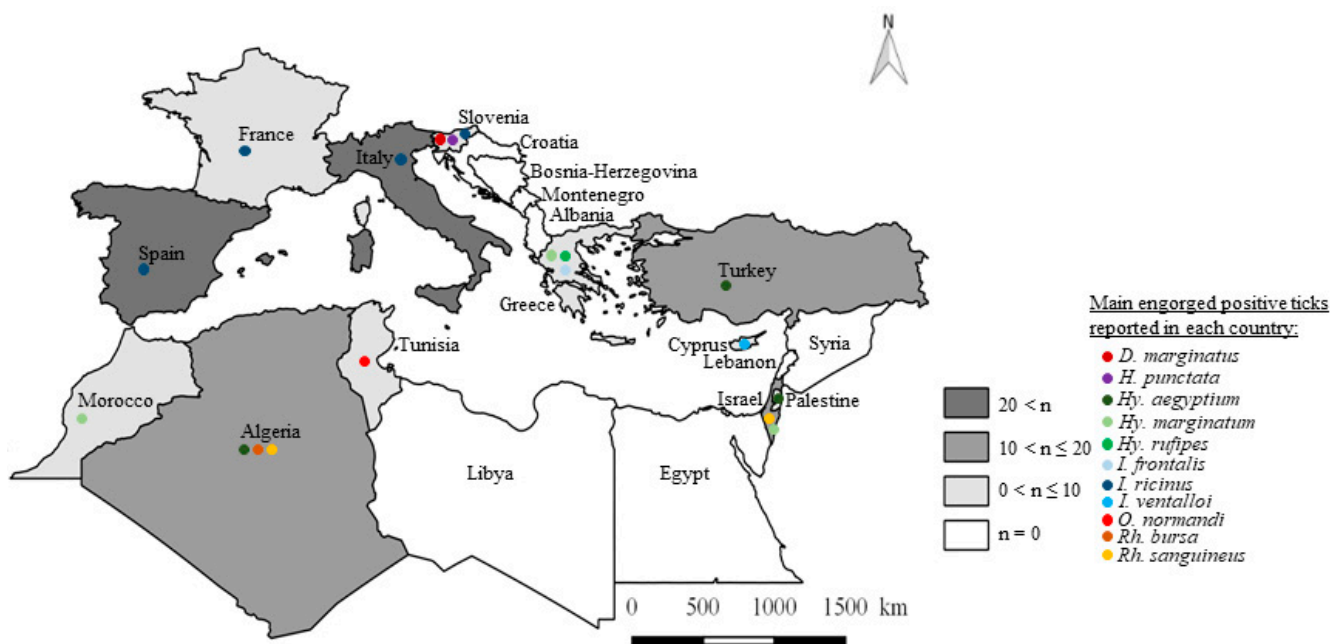 N
Slovenia
France
Croatia
Italy
Bosnia-Herzegovina
Montenegro
Albania
Spain
Turkey
Greece
Main engorged positive ticks
reported in each country:
Cyprus
Syria
Tunisia
Lebanon
D. marginatus
H. punctata
Morocco
Israel
Palestine
Hy. aegyptium
20 < n
Hy. marginatum
Algeria
Hy. rufipes
10 < n ≤ 20
I. frontalis
Libya
Egypt
I. ricinus
0 < n ≤ 10
I. ventalloi
O. normandi
n = 0
Rh. bursa
Rh. sanguineus
0 500 1000 1500 km